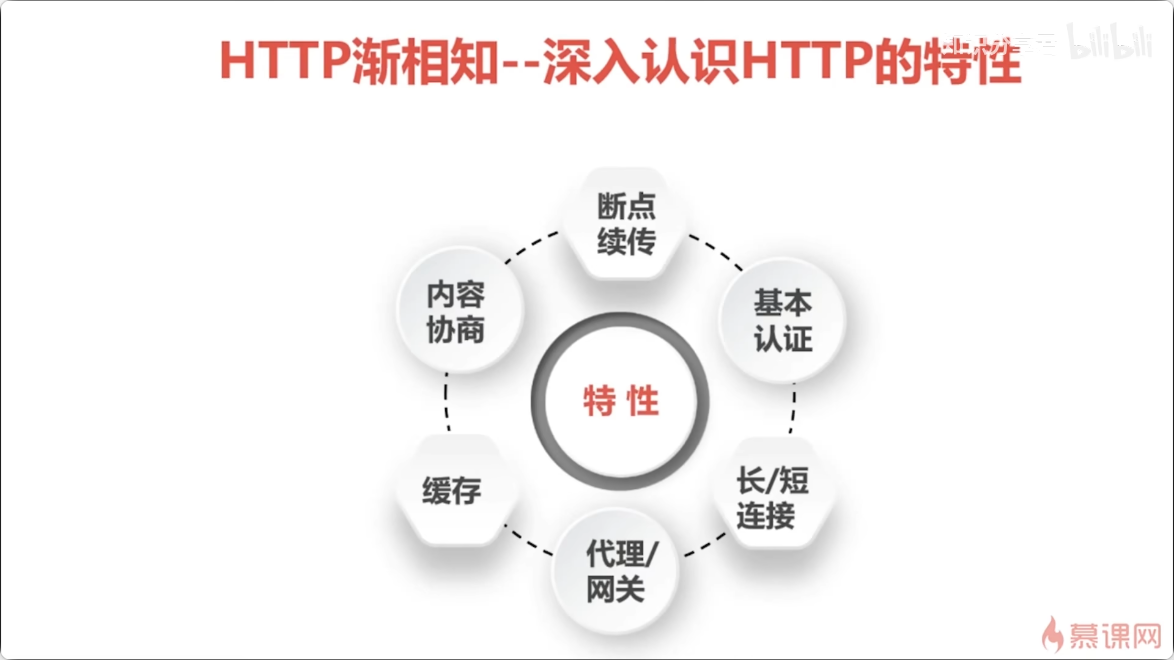 HTTP渐相知--深入认识HTTP的特性
bilibili
断点
续传
内容
协商
基本
认证
特 性
缓存
长/短
连接
代理/
网关
慕课网